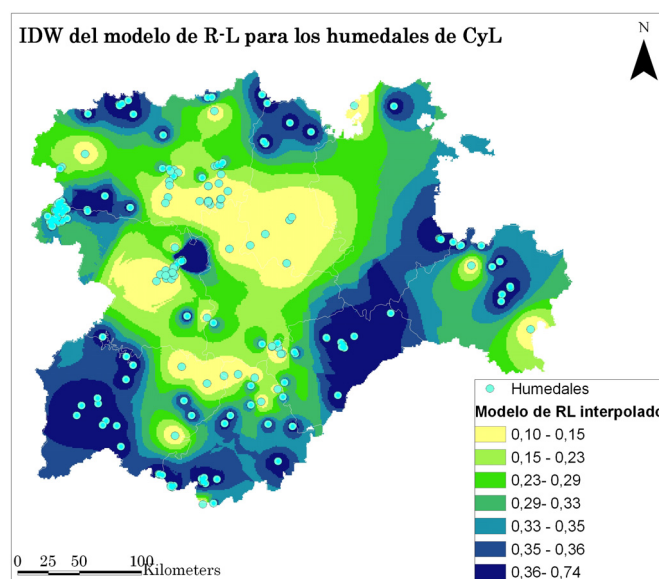 IDW del modelo de R-L para los humedales de CyL
N
Humedales
Modelo de RL interpolado
0,10 - 0,15
0,15 - 0,23
0,23- 0,29
0,29 - 0,33
0,33 - 0,35
0,35 - 0,36
0,36- 0,74
0 25 50 100
Kilometers